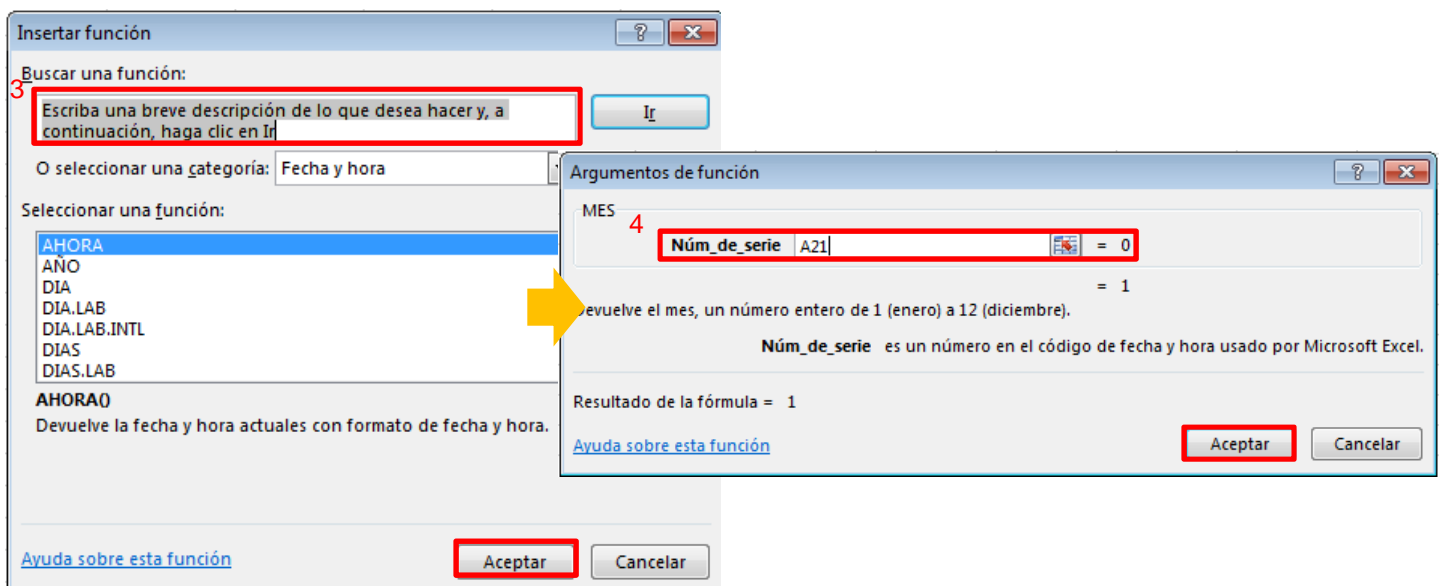 Insertar función
Buscar una función:
3
Escriba una breve descripción de lo que desea hacer y, a
continuación, haga clic en Ir
Ir
O seleccionar una categoría: Fecha y hora
Seleccionar una función:
AHORA
AÑO
DIA
DIA.LAB
DIA.LAB.INTL
DIAS
DIAS.LAB
AHORA()
Devuelve la fecha y hora actuales con formato de fecha y hora.
Ayuda sobre esta función
Aceptar
Cancelar
Argumentos de función
MES
4
Núm_de_serie A21 = 0
= 1
Devuelve el mes, un número entero de 1 (enero) a 12 (diciembre).
Núm_de_serie es un número en el código de fecha y hora usado por Microsoft Excel.
Resultado de la fórmula = 1
Ayuda sobre esta función
Aceptar
Cancelar